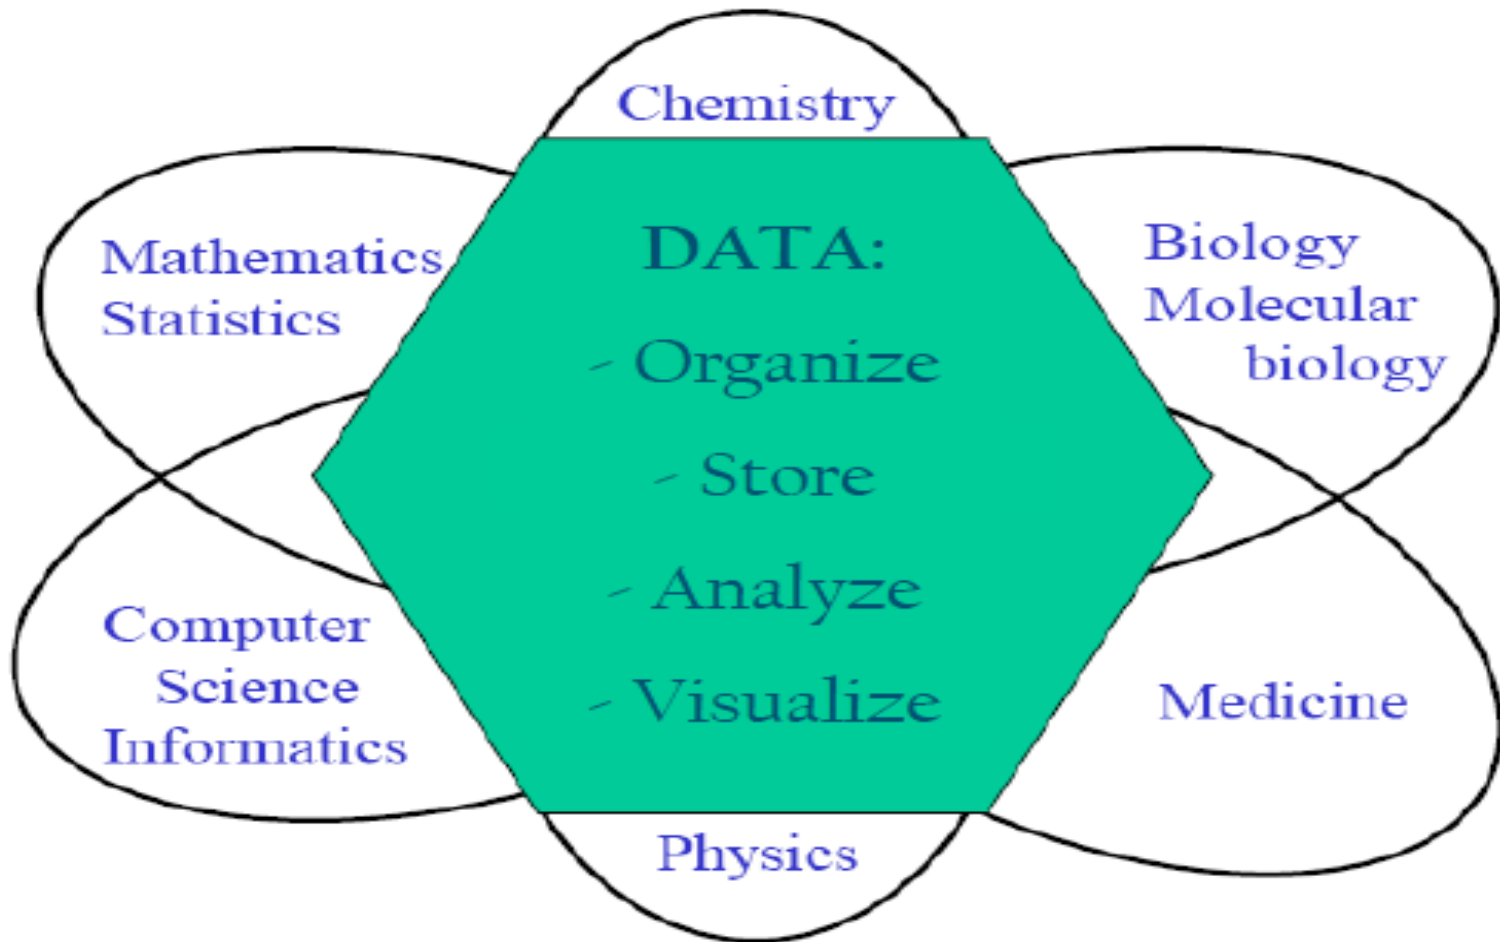 Chemistry
Mathematics
Statistics
DATA:
- Organize
- Store
- Analyze
- Visualize
Biology
Molecular
biology
Computer
Science
Informatics
Medicine
Physics